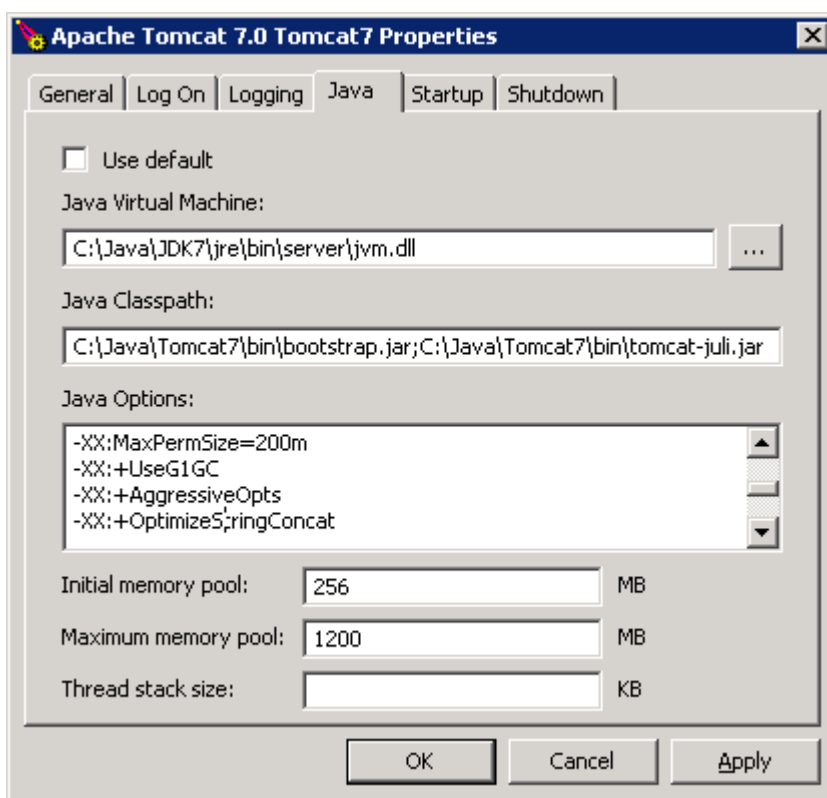 Apache Tomcat 7.0 Tomcat7 Properties
General Log On Logging Java Startup Shutdown
Use default
Java Virtual Machine:
C:\Java\JDK7\jre\bin\server\jvm.dll ...
Java Classpath:
C:\Java\Tomcat7\bin\bootstrap.jar;C:\Java\Tomcat7\bin\tomcat-juli.jar
Java Options:
-XX:MaxPermSize=200m
-XX:+UseG1GC
-XX:+AggressiveOpts
-XX:+OptimizeStringConcat
Initial memory pool: 256 MB
Maximum memory pool: 1200 MB
Thread stack size: KB
OK Cancel Apply